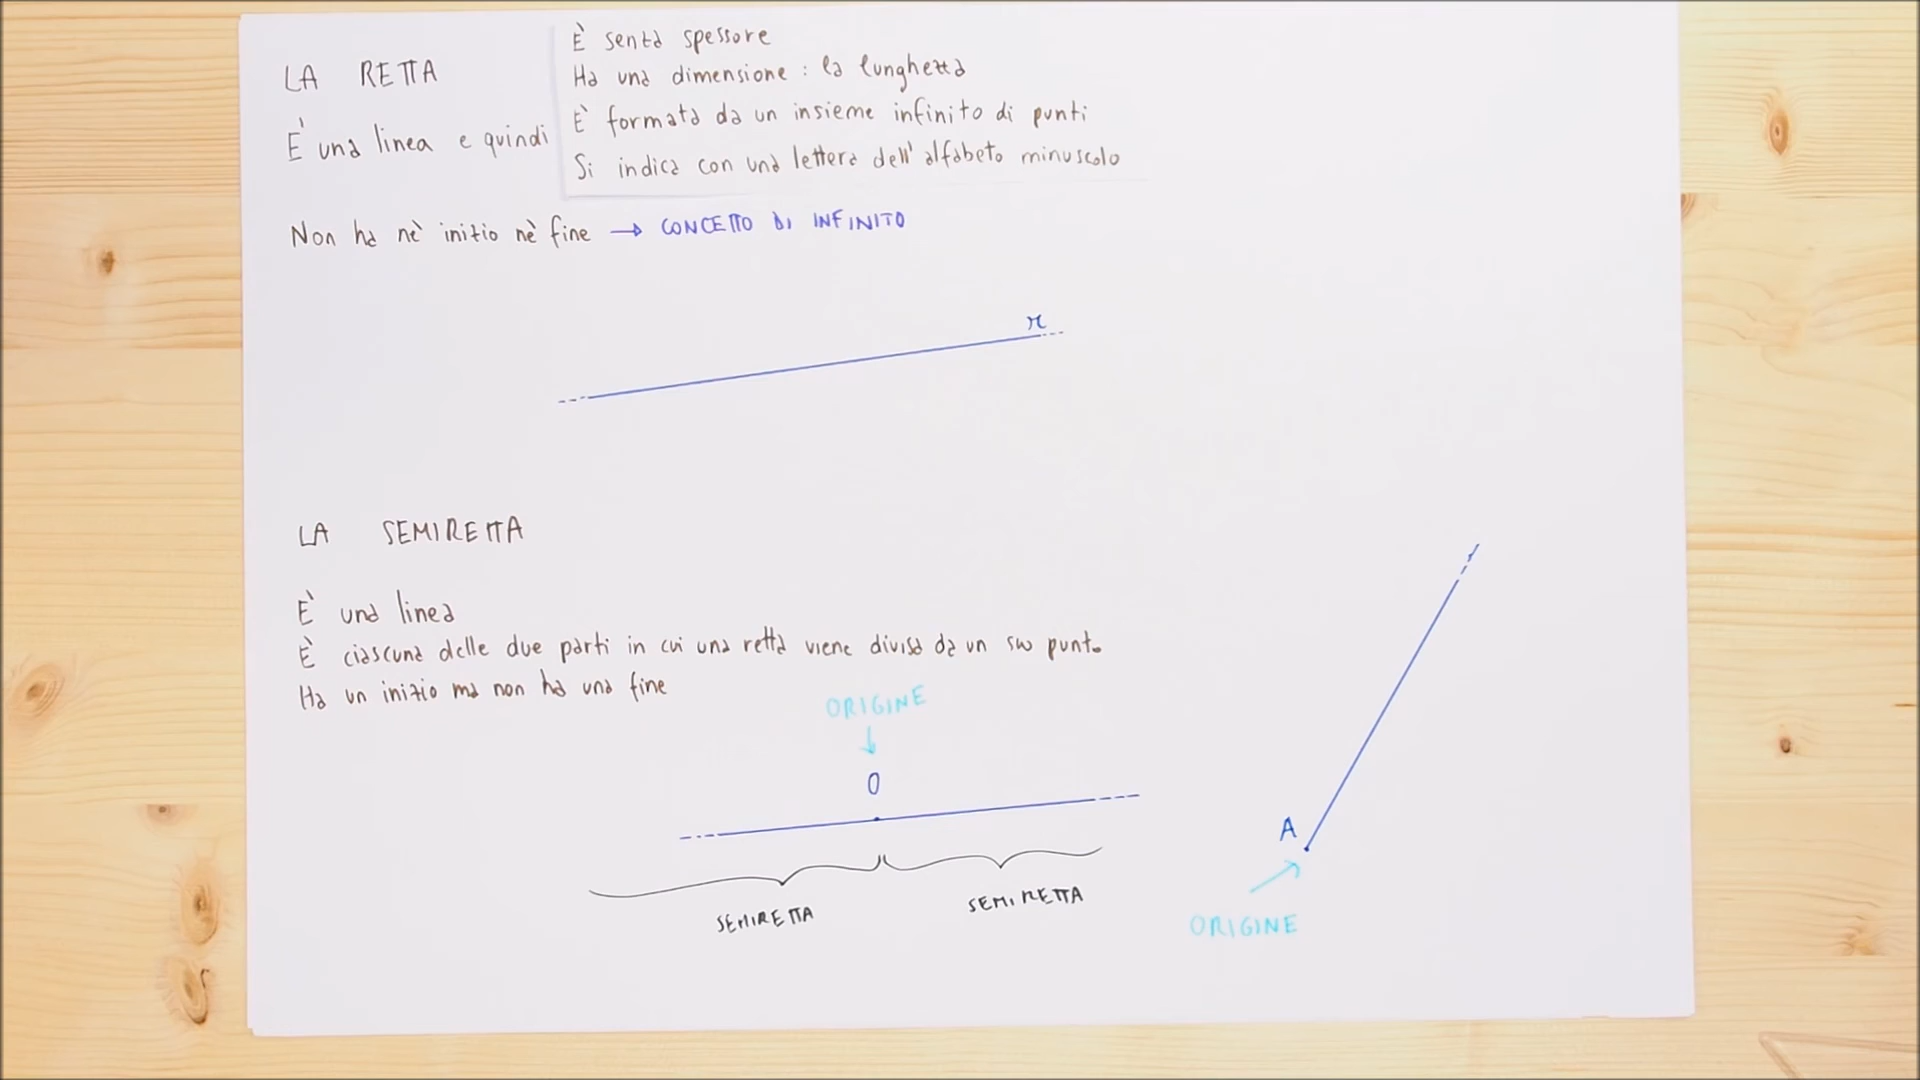 LA RETTA
È una linea e quindi
È senza spessore
Ha una dimensione : la lunghezza
È formata da un insieme infinito di punti
Si indica con una lettera dell'alfabeto minuscolo
Non ha nè inizio nè fine → CONCETTO DI INFINITO
r
LA SEMIRETTA
È una linea
È ciascuna delle due parti in cui una retta viene divisa da un suo punto
Ha un inizio ma non ha una fine
ORIGINE
O
SEMIRETTA
SEMIRETTA
A
ORIGINE